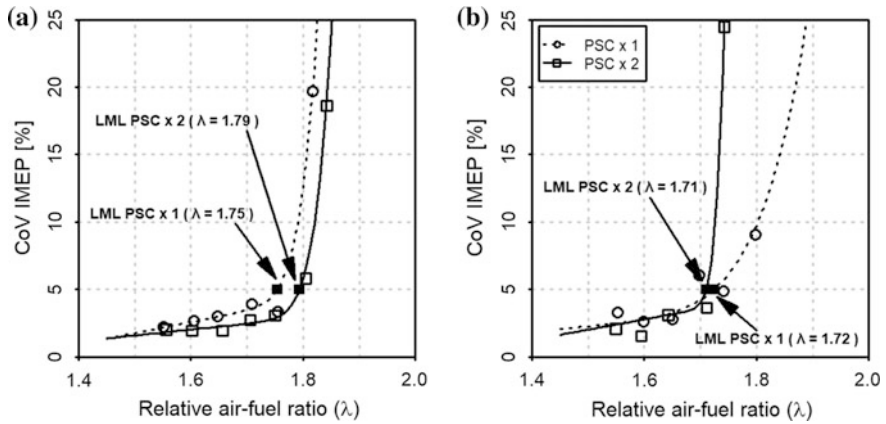 (a)
CoV IMEP [%]
25
20
15
10
5
0
LML PSC x 2 ( λ = 1.79)
LML PSC x 1 ( λ = 1.75)
1.4
1.6
1.8
2.0
Relative air-fuel ratio (λ)
(b)
CoV IMEP [%]
25
20
15
10
5
0
PSC x 1
PSC x 2
LML PSC x 2 ( λ = 1.71)
LML PSC x 1 ( λ = 1.72)
1.4
1.6
1.8
2.0
Relative air-fuel ratio (λ)